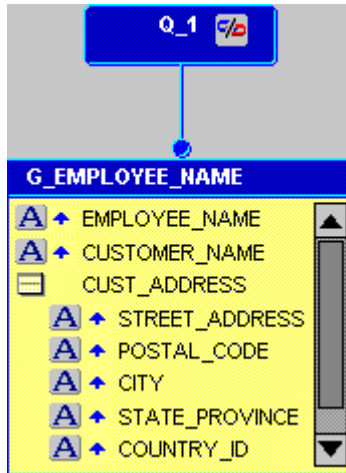 Q_1
G_EMPLOYEE_NAME
A EMPLOYEE_NAME
A CUSTOMER_NAME
CUST_ADDRESS
A STREET_ADDRESS
A POSTAL_CODE
A CITY
A STATE_PROVINCE
A COUNTRY_ID